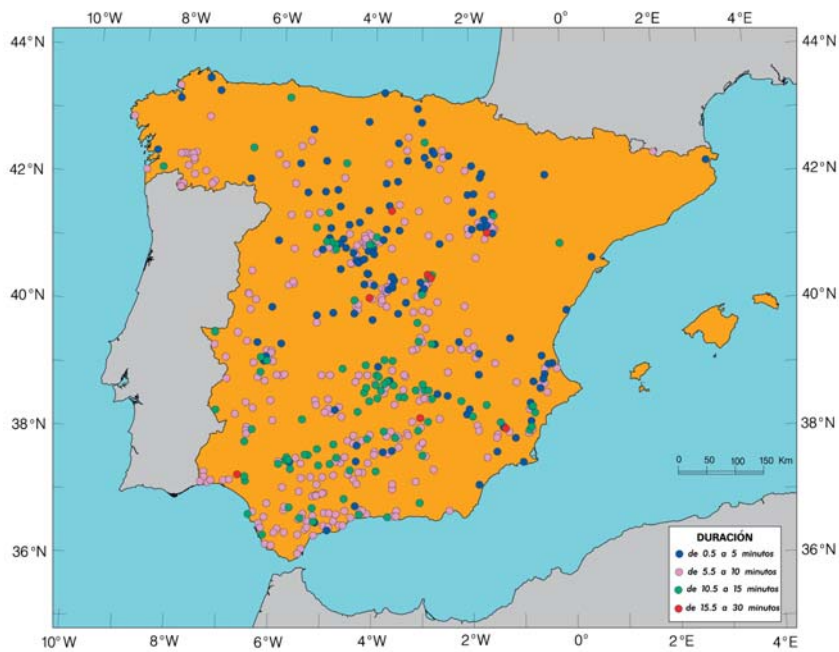 10°W 8°W 6°W 4°W 2°W 0° 2°E 4°E
44°N 44°N
42°N 42°N
40°N 40°N
38°N 38°N
0 50 100 150 Km
36°N 36°N
DURACIÓN
de 0.5 a 5 minutos
de 5.5 a 10 minutos
de 10.5 a 15 minutos
de 15.5 a 30 minutos
10°W 8°W 6°W 4°W 2°W 0° 2°E 4°E